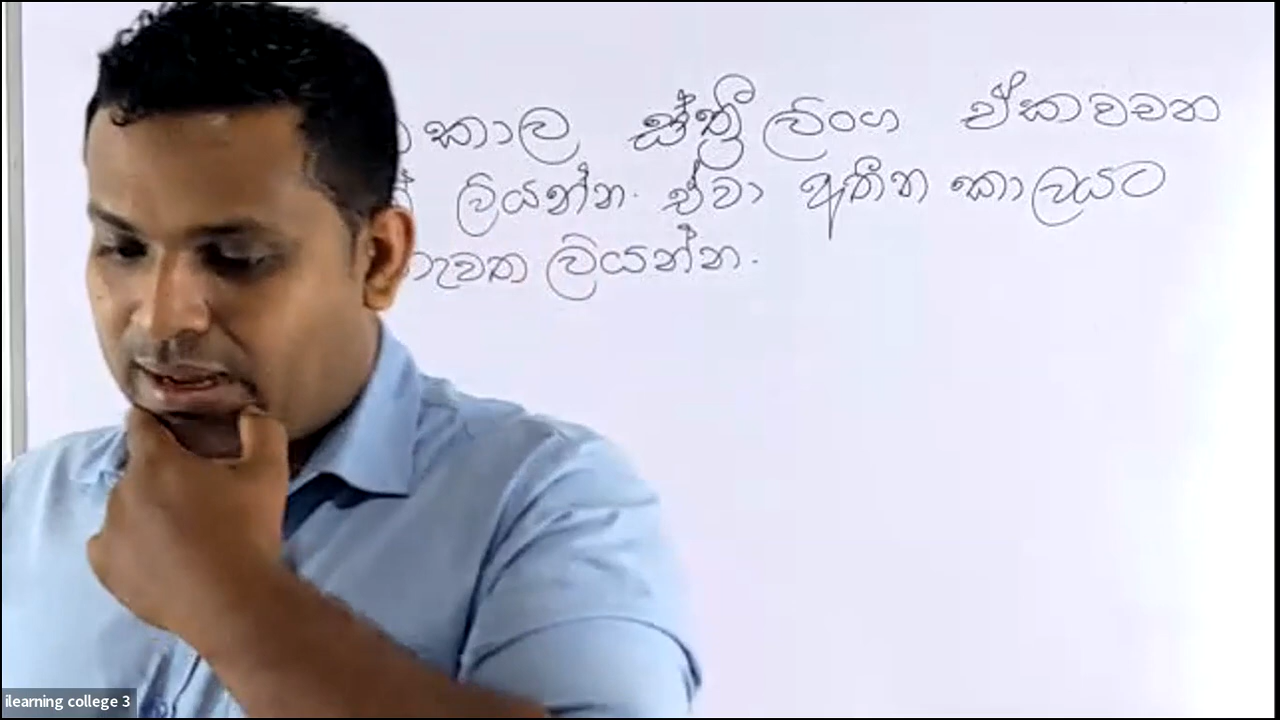 කාල ස්ත්‍රී ලිංග ඒකවචන
ලියන්න. ඒවා අතීත කාලයට
ලියන්න.
ilearning college 3